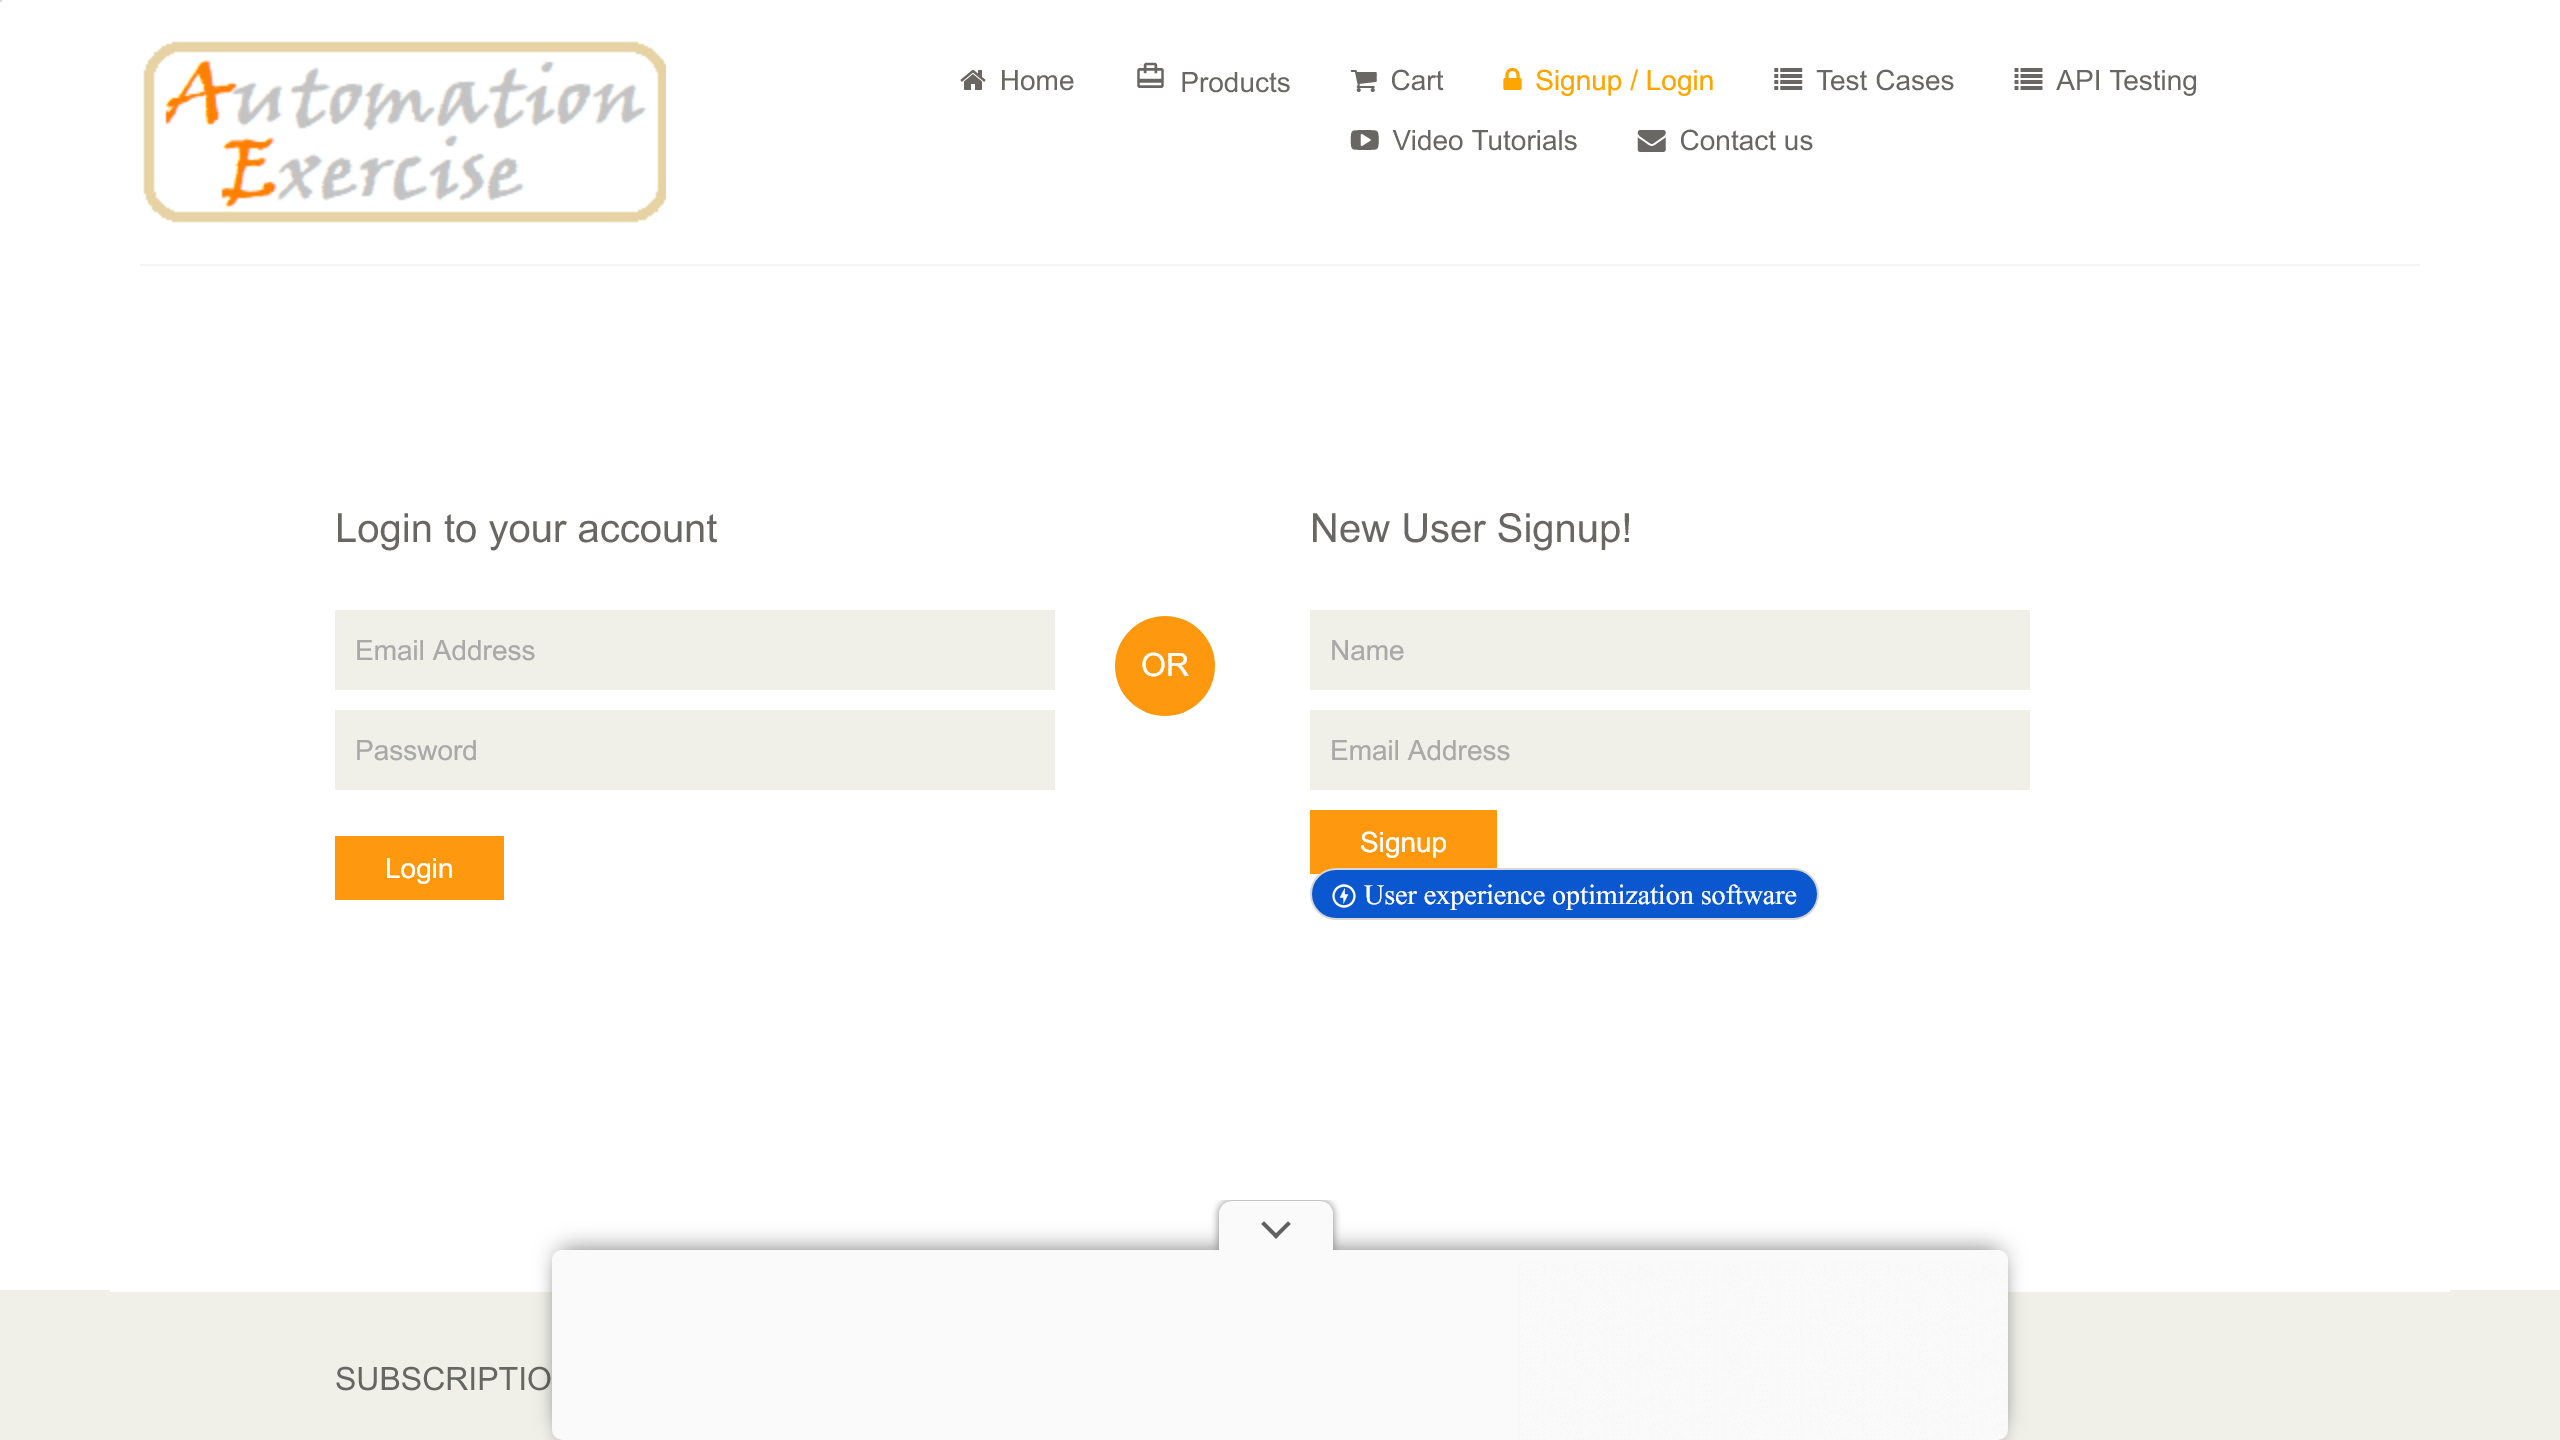 Automation
Exercise
Home
Products
Cart
Signup / Login
Test Cases
API Testing
Video Tutorials
Contact us
Login to your account
Email Address
Password
Login
OR
New User Signup!
Name
Email Address
Signup
User experience optimization software
SUBSCRIPTIO